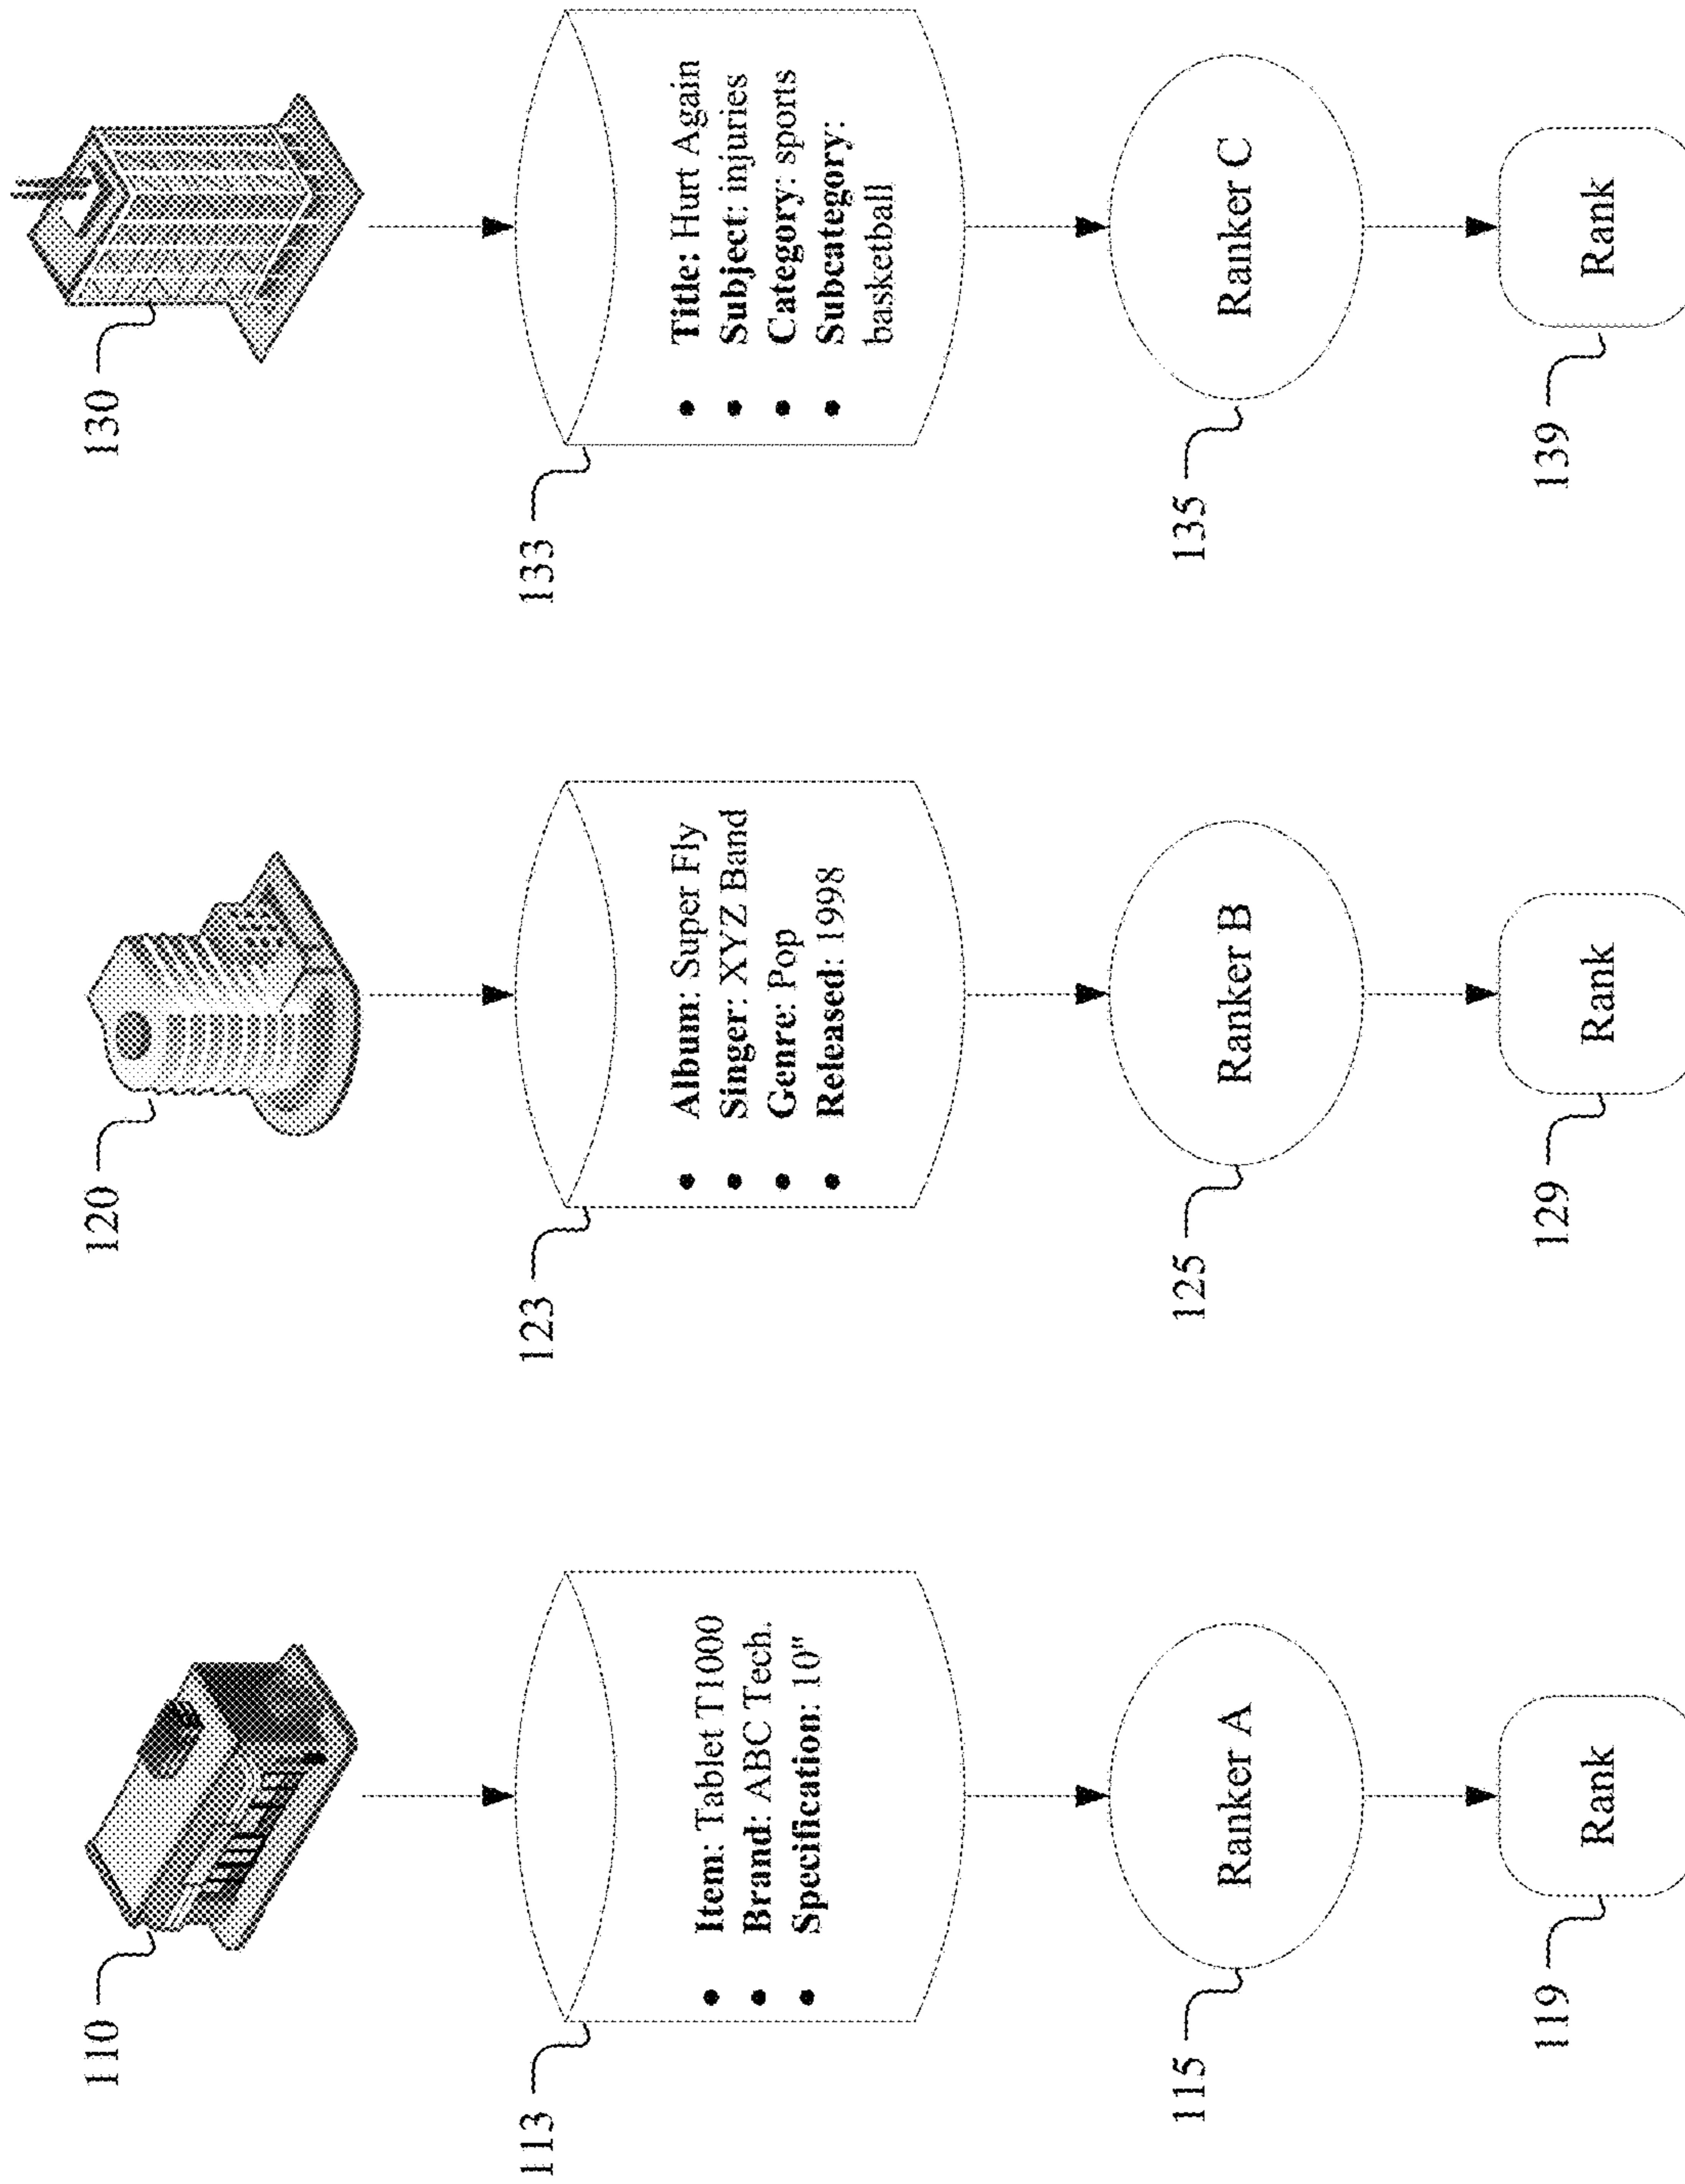 110
120
130
113
• Item: Tablet T1000
• Brand: ABC Tech.
• Specification: 10"
123
• Album: Super Fly
• Singer: XYZ Band
• Genre: Pop
• Released: 1998
133
• Title: Hurt Again
• Subject: injuries
• Category: sports
• Subcategory:
basketball
115
Ranker A
125
Ranker B
135
Ranker C
119
Rank
129
Rank
139
Rank